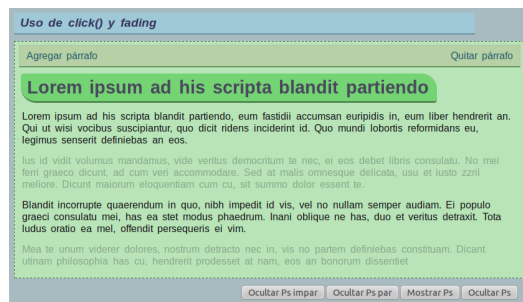 Uso de click() y fading
Agregar párrafo Quitar párrafo
Lorem ipsum ad his scripta blandit partiendo
Lorem ipsum ad his scripta blandit partiendo, eum fastidii accumsan euripidis in, eum liber hendrerit an.
Qui ut wisi vocibus suscipiantur, quo dicit ridens inciderint id. Quo mundi lobortis reformidans eu,
legimus senserit definiebas an eos.
Ius id vidit volumus mandamus, vide veritus democritum te nec, ei eos debet libris consulatu. No mei
ferri graeco dicunt, ad cum veri accommodare. Sed at malis omnesque delicata, usu et iusto zzril
meliore. Dicunt maiorum eloquentiam cum cu, sit summo dolor essent te.
Blandit incorrupte quaerendum in quo, nibh impedit id vis, vel no nullam semper audiam. Ei populo
graeci consulatu mei, has ea stet modus phaedrum. Inani oblique ne has, duo et veritus detraxit. Tota
ludus oratio ea mel, offendit persequeris ei vim.
Mea te unum viderer dolores, nostrum detracto nec in, vis no partem definiebas constituam. Dicant
utinam philosophia has cu, hendrerit prodesset at nam, eos an bonorum dissentiet
Ocultar Ps impar Ocultar Ps par Mostrar Ps Ocultar Ps